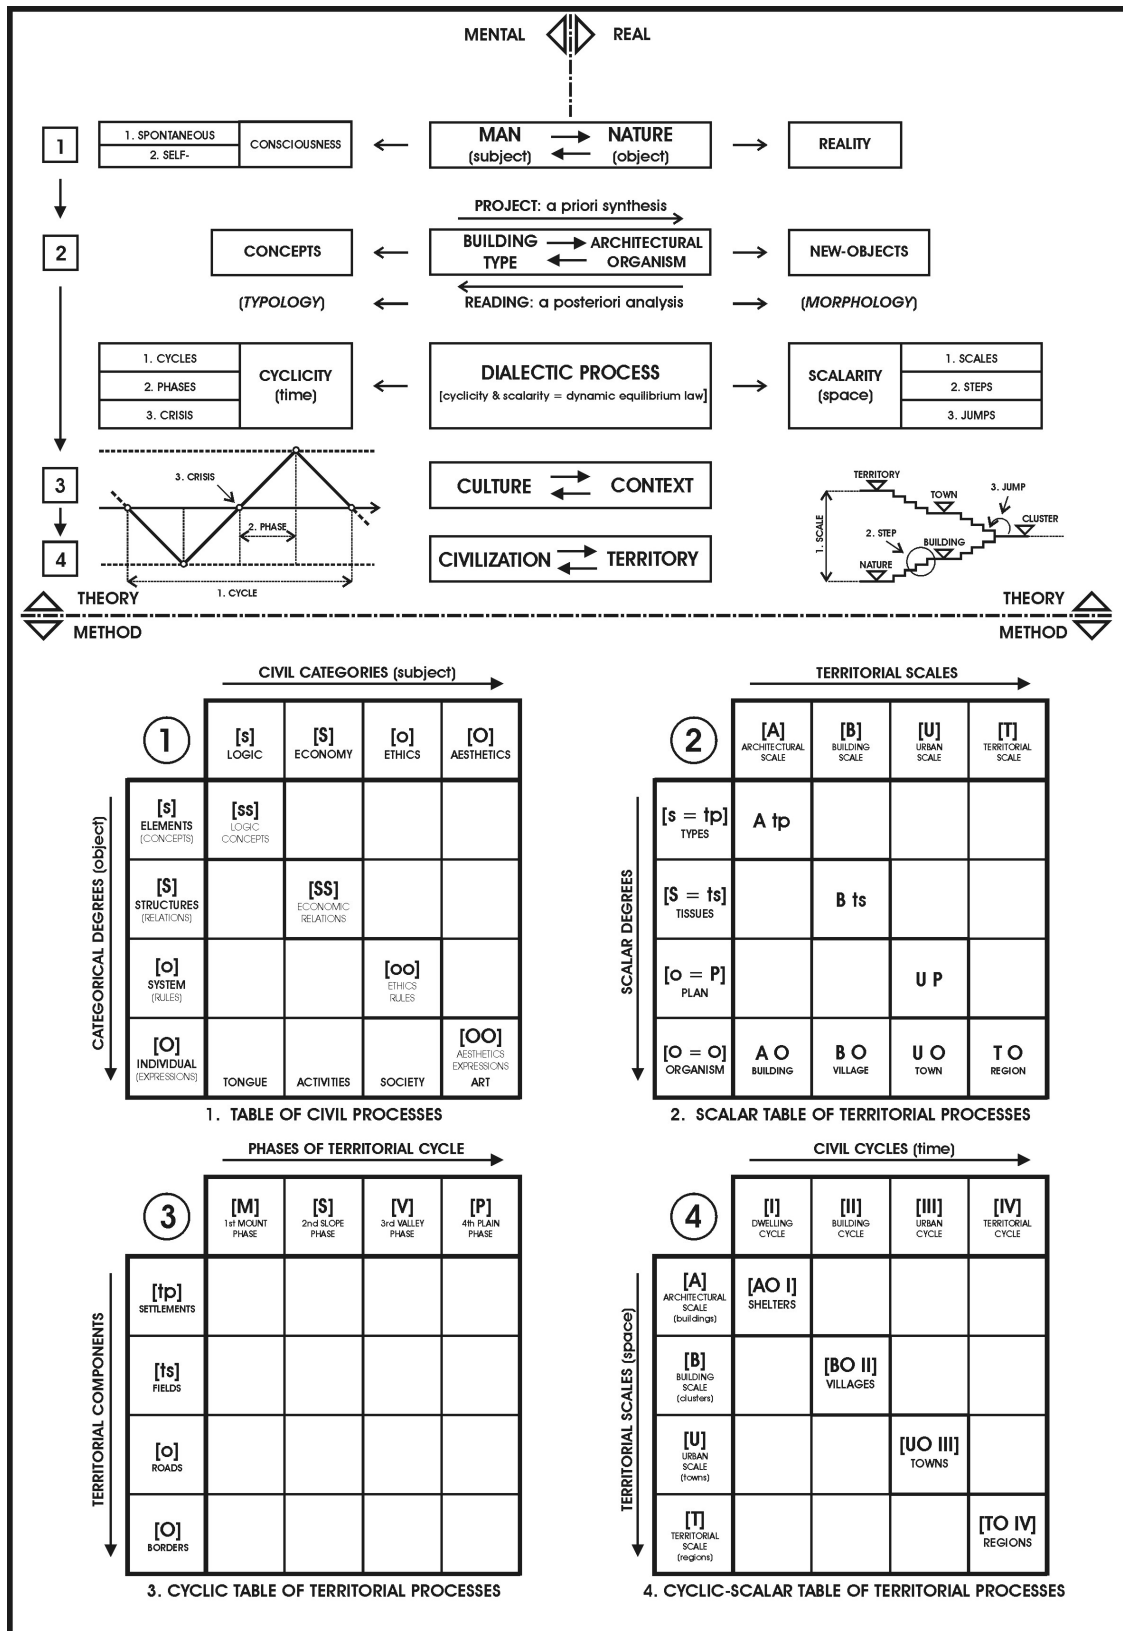 MENTAL REAL
1
1. SPONTANEOUS
2. SELF-
CONSCIOUSNESS
MAN NATURE
(subject) (object)
REALITY
PROJECT: a priori synthesis
2
CONCEPTS
BUILDING ARCHITECTURAL
TYPE ORGANISM
NEW-OBJECTS
(TYPOLOGY)
READING: a posteriori analysis
(MORPHOLOGY)
1. CYCLES
2. PHASES
3. CRISIS
CYCLICITY
(time)
DIALECTIC PROCESS
[cyclicity & scalarity = dynamic equilibrium law]
SCALARITY
(space)
1. SCALES
2. STEPS
3. JUMPS
3
3. CRISIS
2. PHASE
1. CYCLE
CULTURE CONTEXT
4
CIVILIZATION TERRITORY
TERRITORY
TOWN
3. JUMP
CLUSTER
1. SCALE
2. STEP
BUILDING
NATURE
THEORY THEORY
METHOD METHOD
CIVIL CATEGORIES (subject)
1
[s] [S] [o] [O]
LOGIC ECONOMY ETHICS AESTHETICS
CATEGORICAL DEGREES (object)
[s]
ELEMENTS
(CONCEPTS)
[ss]
LOGIC
CONCEPTS
[S]
STRUCTURES
(RELATIONS)
[SS]
ECONOMIC
RELATIONS
[o]
SYSTEM
(RULES)
[oo]
ETHICS
RULES
[O]
INDIVIDUAL
(EXPRESSIONS)
TONGUE
ACTIVITIES
SOCIETY
[OO]
AESTHETICS
EXPRESSIONS
ART
1. TABLE OF CIVIL PROCESSES
TERRITORIAL SCALES
2
[A]
ARCHITECTURAL
SCALE
[B]
BUILDING
SCALE
[U]
URBAN
SCALE
[T]
TERRITORIAL
SCALE
SCALAR DEGREES
[s = tp]
TYPES
A tp
[S = ts]
TISSUES
B ts
[o = P]
PLAN
U P
[O = O]
ORGANISM
A O
BUILDING
B O
VILLAGE
U O
TOWN
T O
REGION
2. SCALAR TABLE OF TERRITORIAL PROCESSES
PHASES OF TERRITORIAL CYCLE
3
[M]
1st MOUNT
PHASE
[S]
2nd SLOPE
PHASE
[V]
3rd VALLEY
PHASE
[P]
4th PLAIN
PHASE
TERRITORIAL COMPONENTS
[tp]
SETTLEMENTS
[ts]
FIELDS
[o]
ROADS
[O]
BORDERS
3. CYCLIC TABLE OF TERRITORIAL PROCESSES
CIVIL CYCLES (time)
4
[I]
DWELLING
CYCLE
[II]
BUILDING
CYCLE
[III]
URBAN
CYCLE
[IV]
TERRITORIAL
CYCLE
TERRITORIAL SCALES (space)
[A]
ARCHITECTURAL
SCALE
(buildings)
[AO I]
SHELTERS
[B]
BUILDING
SCALE
(clusters)
[BO II]
VILLAGES
[U]
URBAN
SCALE
(towns)
[UO III]
TOWNS
[T]
TERRITORIAL
SCALE
(regions)
[TO IV]
REGIONS
4. CYCLIC-SCALAR TABLE OF TERRITORIAL PROCESSES